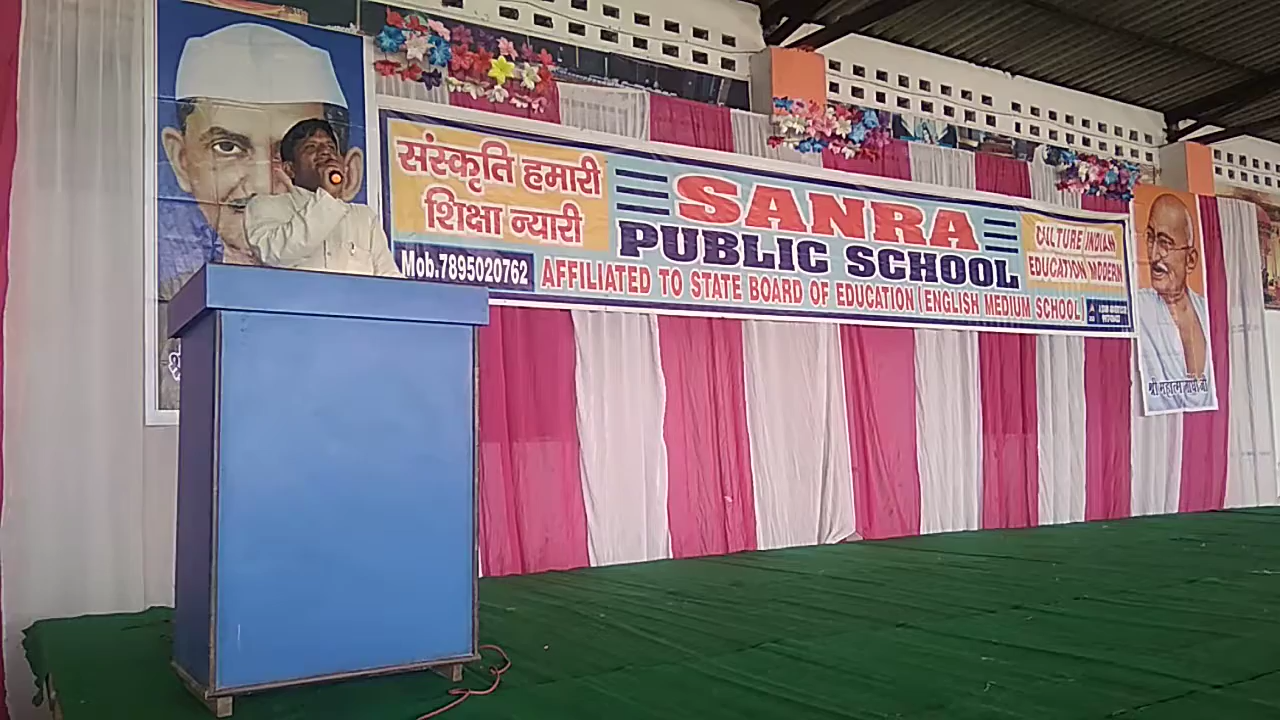 संस्कृति हमारी
शिक्षा न्यारी
Mob.7895020762
SANRA
PUBLIC SCHOOL
AFFILIATED TO STATE BOARD OF EDUCATION (ENGLISH MEDIUM SCHOOL)
CULTURE INDIAN
EDUCATION MODERN
श्री महात्मा गांधी जी